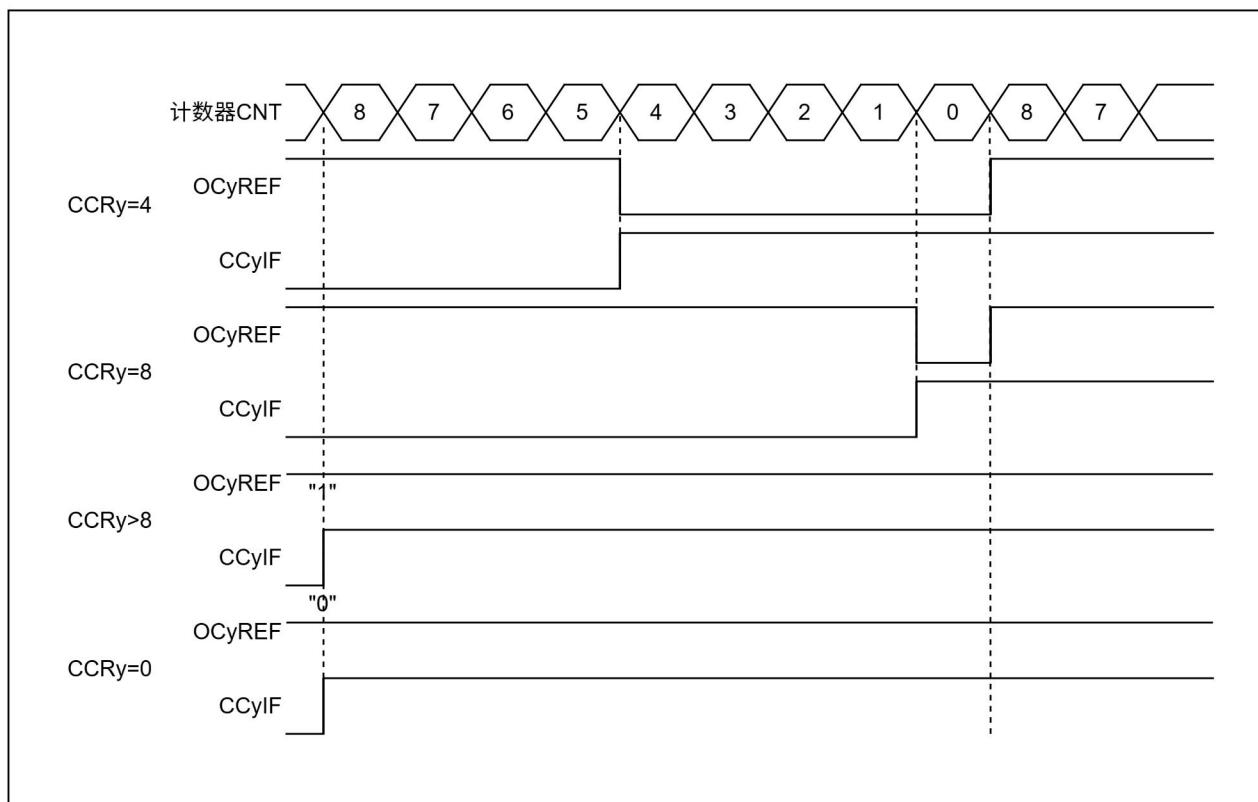 计数器CNT 8 7 6 5 4 3 2 1 0 8 7
OCyREF
CCRy=4
CCyIF
OCyREF
CCRy=8
CCyIF
OCyREF "1"
CCRy>8
CCyIF
"0"
OCyREF
CCRy=0
CCyIF